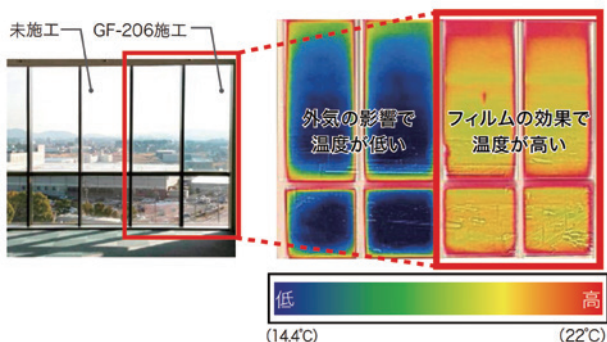 未施工
GF-206施工
外気の影響で
温度が低い
フィルムの効果で
温度が高い
低
高
(14.4℃)
(22℃)